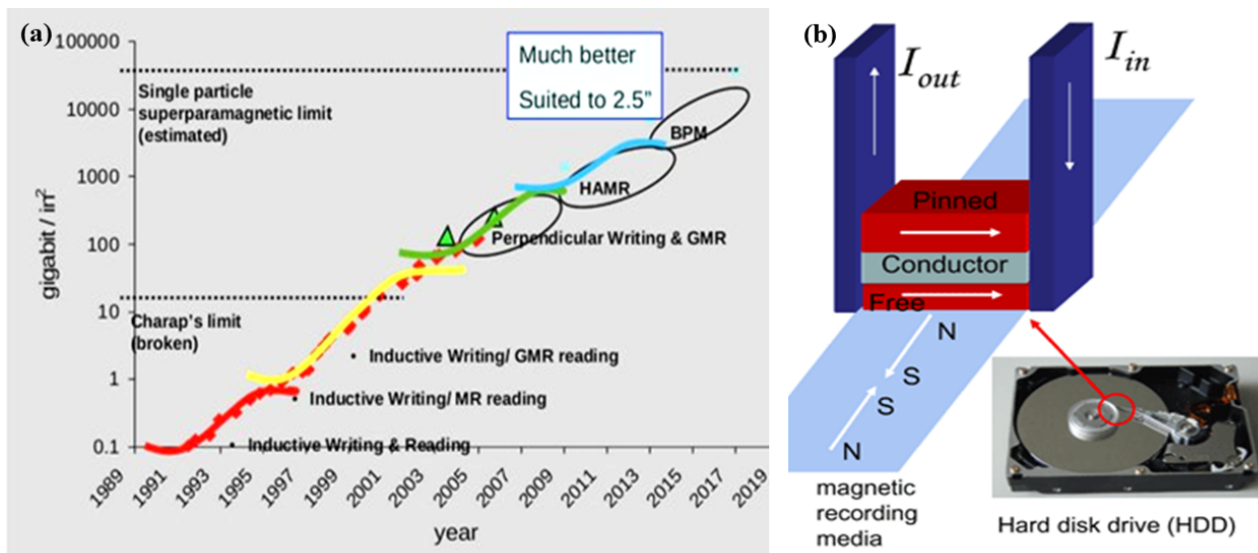 (a)
100000
10000
1000
100
10
1
0.1
gigabit / in²
Much better
Suited to 2.5"
Single particle
superparamagnetic limit
(estimated)
BPM
HAMR
Perpendicular Writing & GMR
Charap's limit
(broken)
• Inductive Writing/ GMR reading
• Inductive Writing/ MR reading
• Inductive Writing & Reading
1989
1991
1993
1995
1997
1999
2001
2003
2005
2007
2009
2011
2013
2015
2017
2019
year
(b)
I out
I in
Pinned
Conductor
Free
N
S
S
N
magnetic
recording
media
Hard disk drive (HDD)